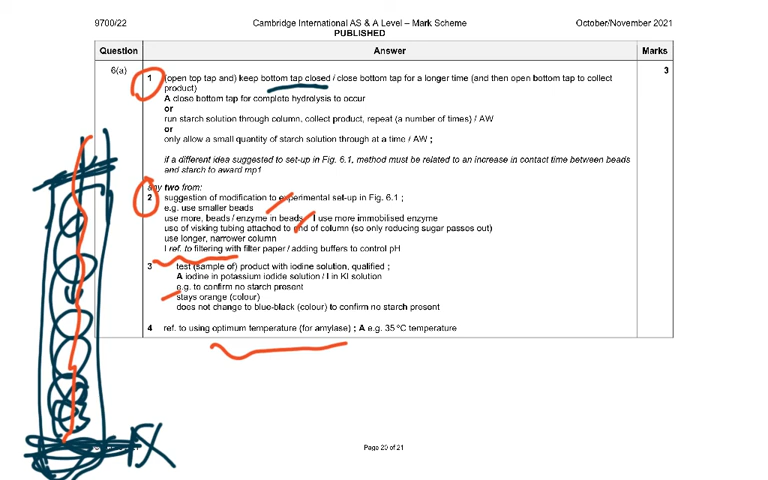 9700/22
Cambridge International AS & A Level – Mark Scheme
PUBLISHED
October/November 2021
Question
Answer
Marks
6(a)
3
1 (open top tap and) keep bottom tap closed / close bottom tap for a longer time (and then open bottom tap to collect
product)
A close bottom tap for complete hydrolysis to occur
or
run starch solution through column, collect product, repeat (a number of times) / AW
or
only allow a small quantity of starch solution through at a time / AW ;
if a different idea suggested to set-up in Fig. 6.1, method must be related to an increase in contact time between beads
and starch to award mp1
any two from:
2 suggestion of modification to experimental set-up in Fig. 6.1 ;
e.g. use smaller beads
use more, beads / enzyme in beads I use more immobilised enzyme
use of visking tubing attached to end of column (so only reducing sugar passes out)
use longer, narrower column
I ref. to filtering with filter paper / adding buffers to control pH
3 test (sample of) product with iodine solution, qualified ;
A iodine in potassium iodide solution / I in KI solution
e.g. to confirm no starch present
stays orange (colour)
does not change to blue-black (colour) to confirm no starch present
4 ref. to using optimum temperature (for amylase) ; A e.g. 35 °C temperature
Page 20 of 21